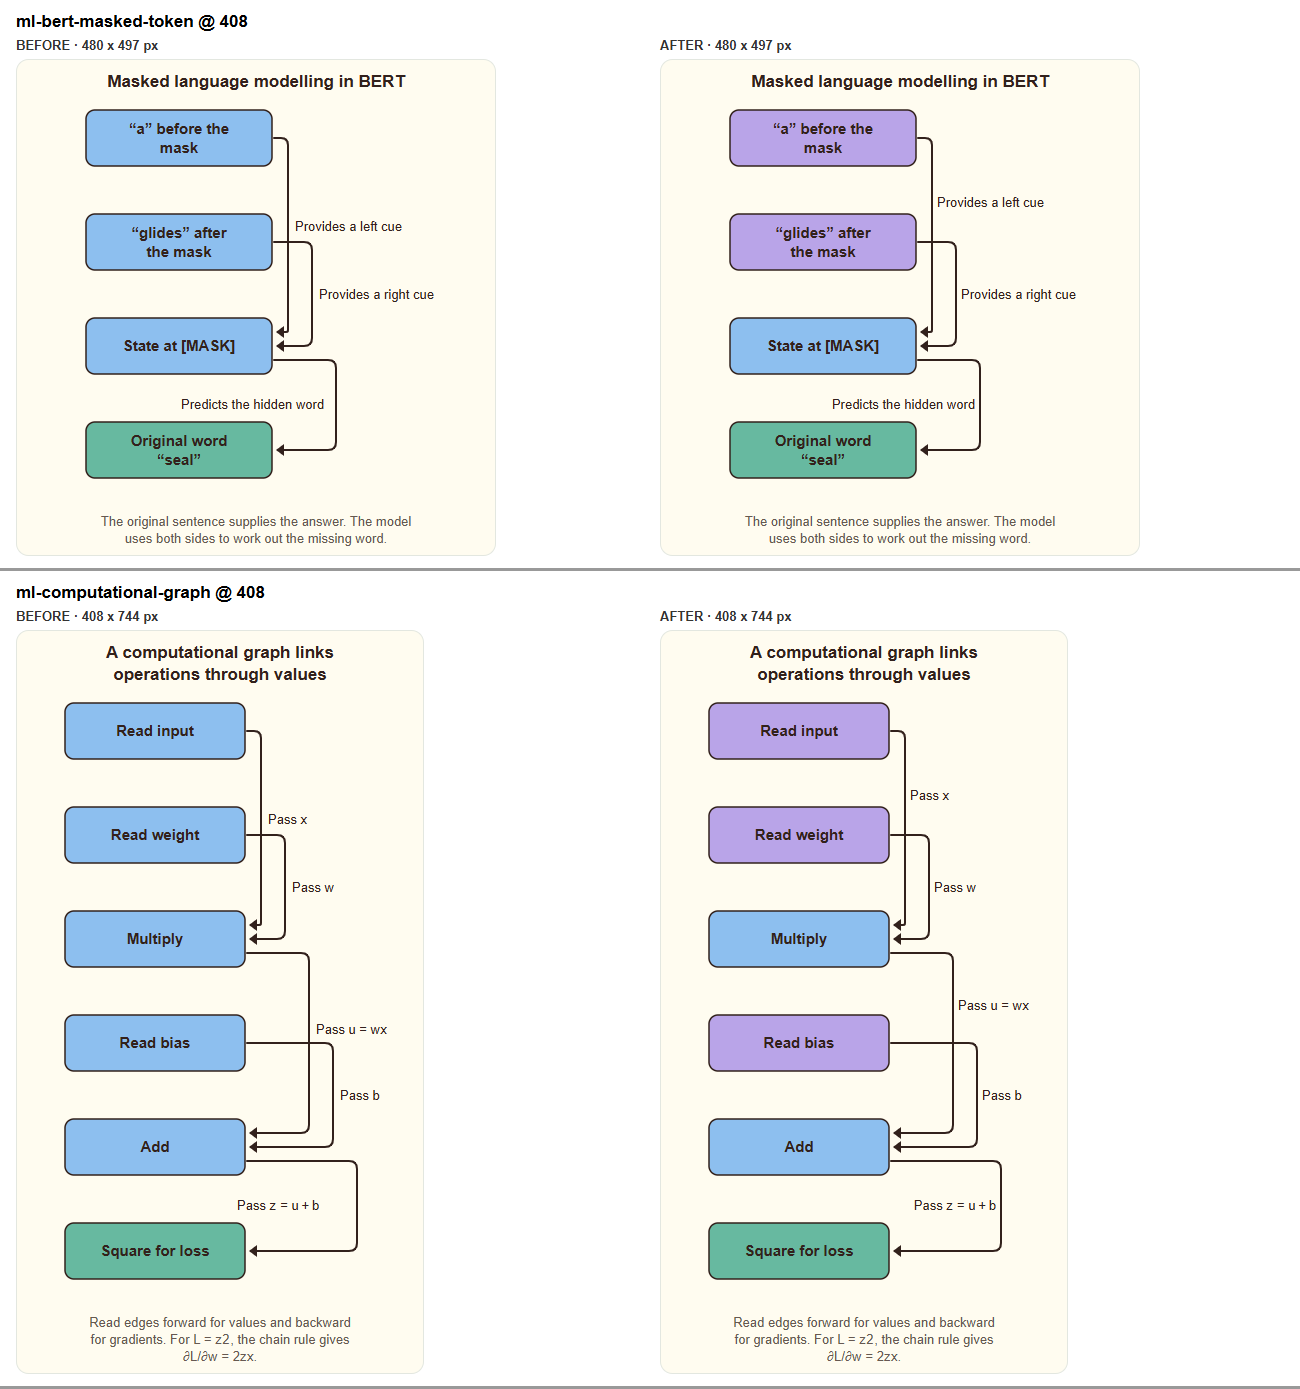 ml-bert-masked-token @ 408
BEFORE · 480 x 497 px
Masked language modelling in BERT
“a” before the
mask
Provides a left cue
“glides” after
the mask
Provides a right cue
State at [MASK]
Predicts the hidden word
Original word
“seal”
The original sentence supplies the answer. The model
uses both sides to work out the missing word.
AFTER · 480 x 497 px
Masked language modelling in BERT
“a” before the
mask
Provides a left cue
“glides” after
the mask
Provides a right cue
State at [MASK]
Predicts the hidden word
Original word
“seal”
The original sentence supplies the answer. The model
uses both sides to work out the missing word.
ml-computational-graph @ 408
BEFORE · 408 x 744 px
A computational graph links
operations through values
Read input
Pass x
Read weight
Pass w
Multiply
Pass u = wx
Read bias
Pass b
Add
Pass z = u + b
Square for loss
Read edges forward for values and backward
for gradients. For L = z2, the chain rule gives
∂L/∂w = 2zx.
AFTER · 408 x 744 px
A computational graph links
operations through values
Read input
Pass x
Read weight
Pass w
Multiply
Pass u = wx
Read bias
Pass b
Add
Pass z = u + b
Square for loss
Read edges forward for values and backward
for gradients. For L = z2, the chain rule gives
∂L/∂w = 2zx.